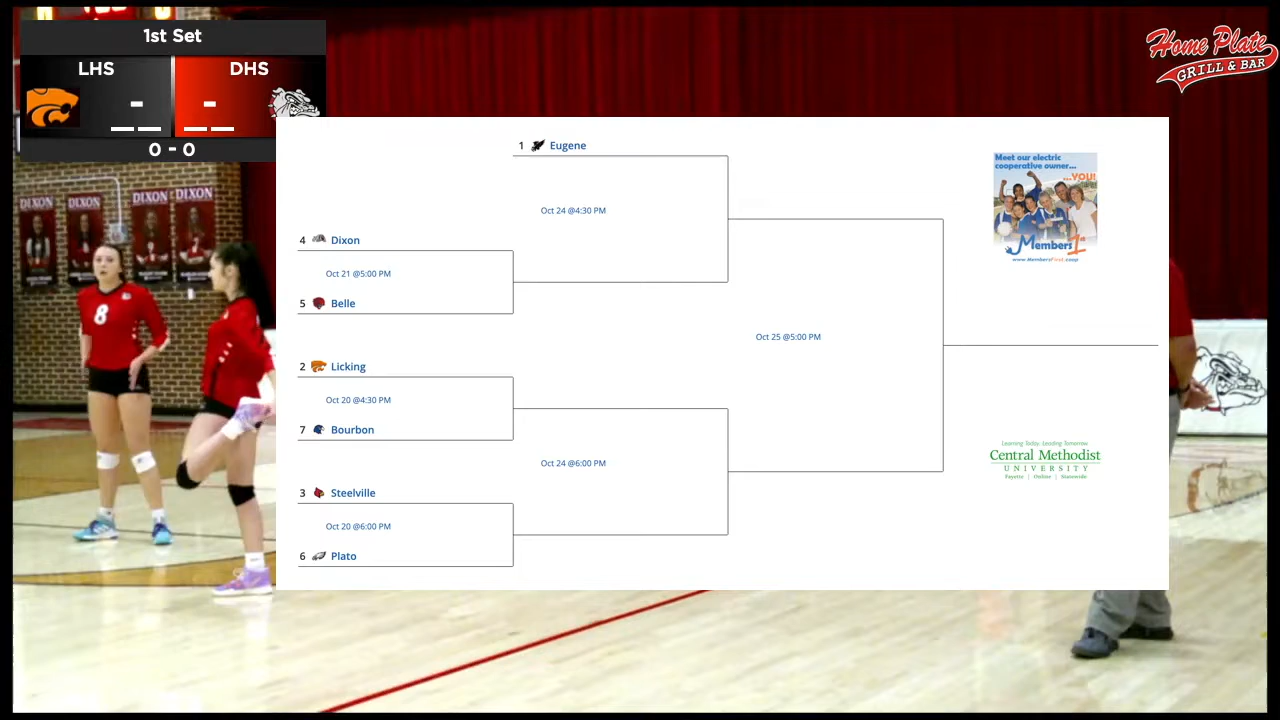 1st Set
LHS
DHS
-
-
0 - 0
Home Plate
GRILL & BAR
DIXON
DIXON
DIXON
DIXON
8
1 Eugene
Oct 24 @4:30 PM
4 Dixon
Oct 21 @5:00 PM
5 Belle
2 Licking
Oct 20 @4:30 PM
7 Bourbon
3 Steelville
Oct 20 @6:00 PM
6 Plato
Oct 24 @6:00 PM
Oct 25 @5:00 PM
Meet our electric
cooperative owner...
...YOU!
Members 1st
www.MembersFirst.coop
Learning Today. Leading Tomorrow.
Central Methodist
UNIVERSITY
Fayette | Online | Statewide